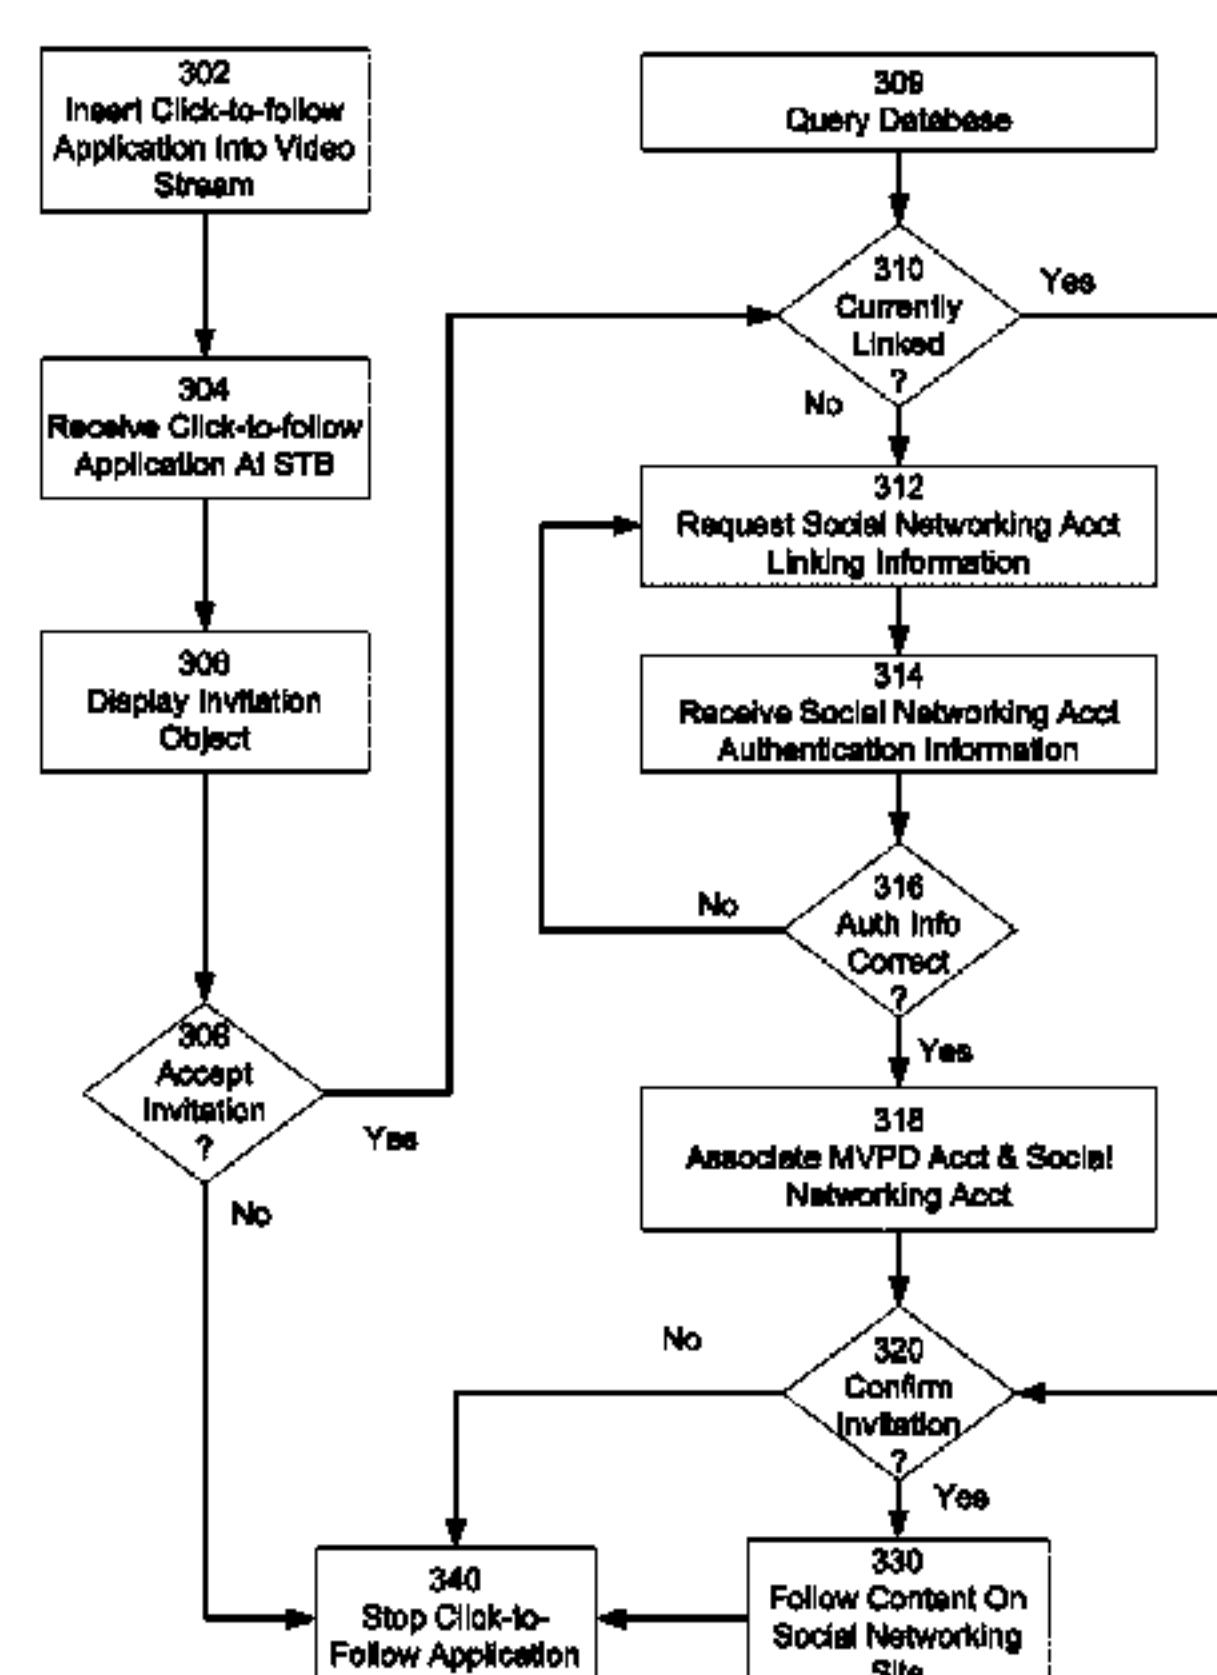 302
Insert Click-to-follow
Application Into Video
Stream
304
Receive Click-to-follow
Application At STB
306
Display Invitation
Object
308
Accept
Invitation
?
Yes
No
309
Query Database
310
Currently
Linked
?
Yes
No
312
Request Social Networking Acct
Linking Information
314
Receive Social Networking Acct
Authentication Information
316
Auth Info
Correct
?
No
Yes
318
Associate MVPD Acct & Social
Networking Acct
320
Confirm
Invitation
?
No
Yes
330
Follow Content On
Social Networking
Site
340
Stop Click-to-
Follow Application